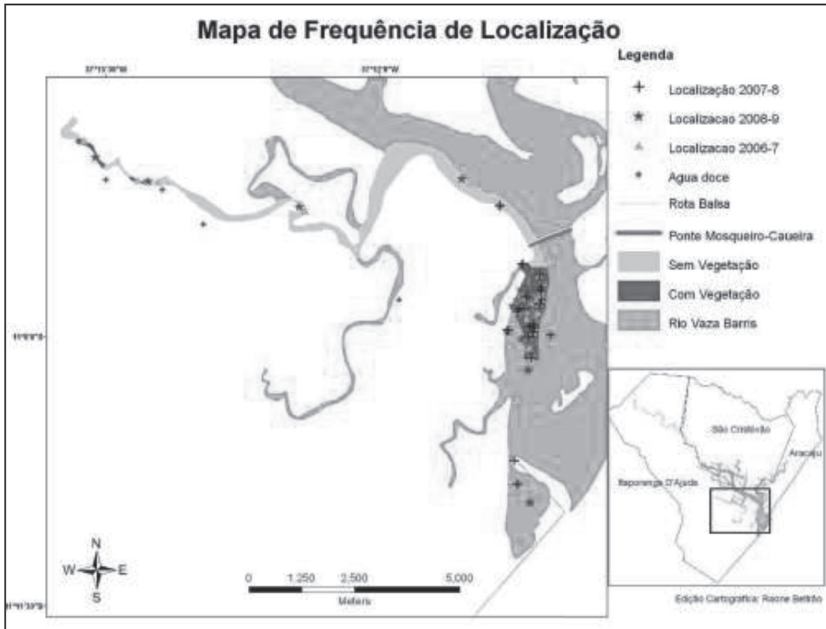 Mapa de Frequência de Localização
Legenda
Localização 2007-8
Localizacao 2008-9
Localizacao 2006-7
Agua doce
Rota Balsa
Ponte Mosqueiro-Caueira
Sem Vegetação
Com Vegetação
Rio Vaza Barris
São Cristóvão
Aracaju
Itaporanga D'Ajuda
N
W E
S
0 1.250 2.500 5.000
Meters
Edição Cartográfica: Raone Beltrão